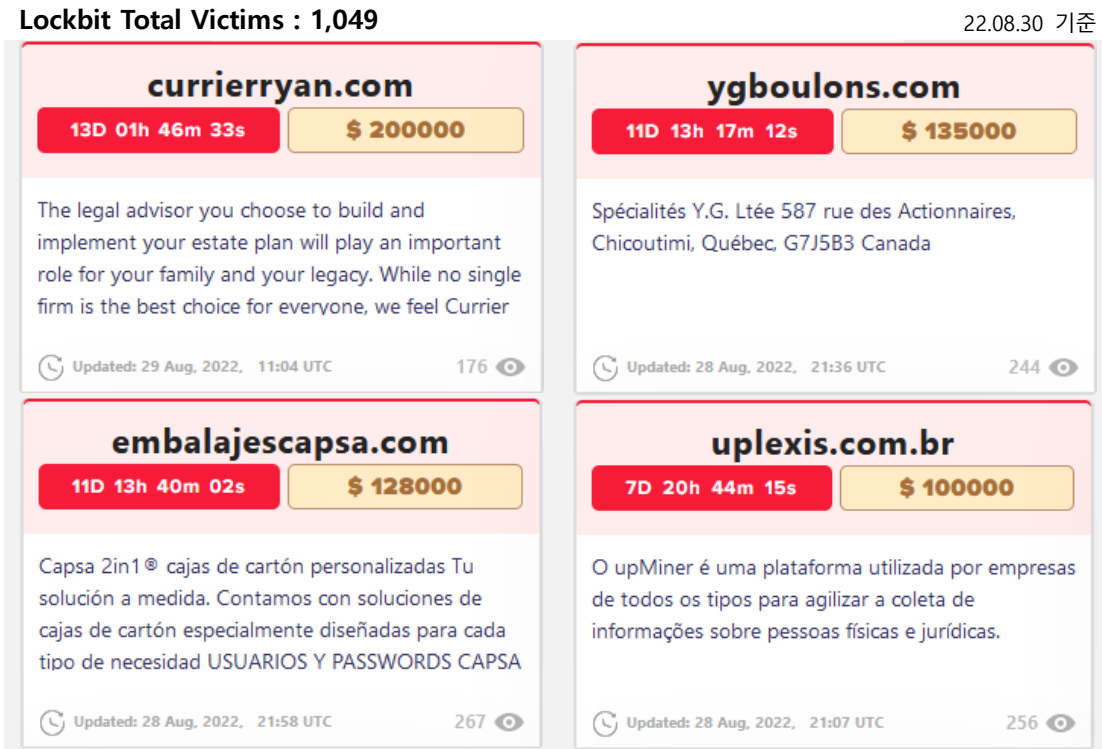 Lockbit Total Victims : 1,049
22.08.30 기준
currierryan.com
13D 01h 46m 33s
$ 200000
The legal advisor you choose to build and
implement your estate plan will play an important
role for your family and your legacy. While no single
firm is the best choice for everyone, we feel Currier
Updated: 29 Aug, 2022, 11:04 UTC
176
ygboulons.com
11D 13h 17m 12s
$ 135000
Spécialités Y.G. Ltée 587 rue des Actionnaires,
Chicoutimi, Québec, G7J5B3 Canada
Updated: 28 Aug, 2022, 21:36 UTC
244
embalajescapsa.com
11D 13h 40m 02s
$ 128000
Capsa 2in1® cajas de cartón personalizadas Tu
solución a medida. Contamos con soluciones de
cajas de cartón especialmente diseñadas para cada
tipo de necesidad USUARIOS Y PASSWORDS CAPSA
Updated: 28 Aug, 2022, 21:58 UTC
267
uplexis.com.br
7D 20h 44m 15s
$ 100000
O upMiner é uma plataforma utilizada por empresas
de todos os tipos para agilizar a coleta de
informações sobre pessoas físicas e jurídicas.
Updated: 28 Aug, 2022, 21:07 UTC
256